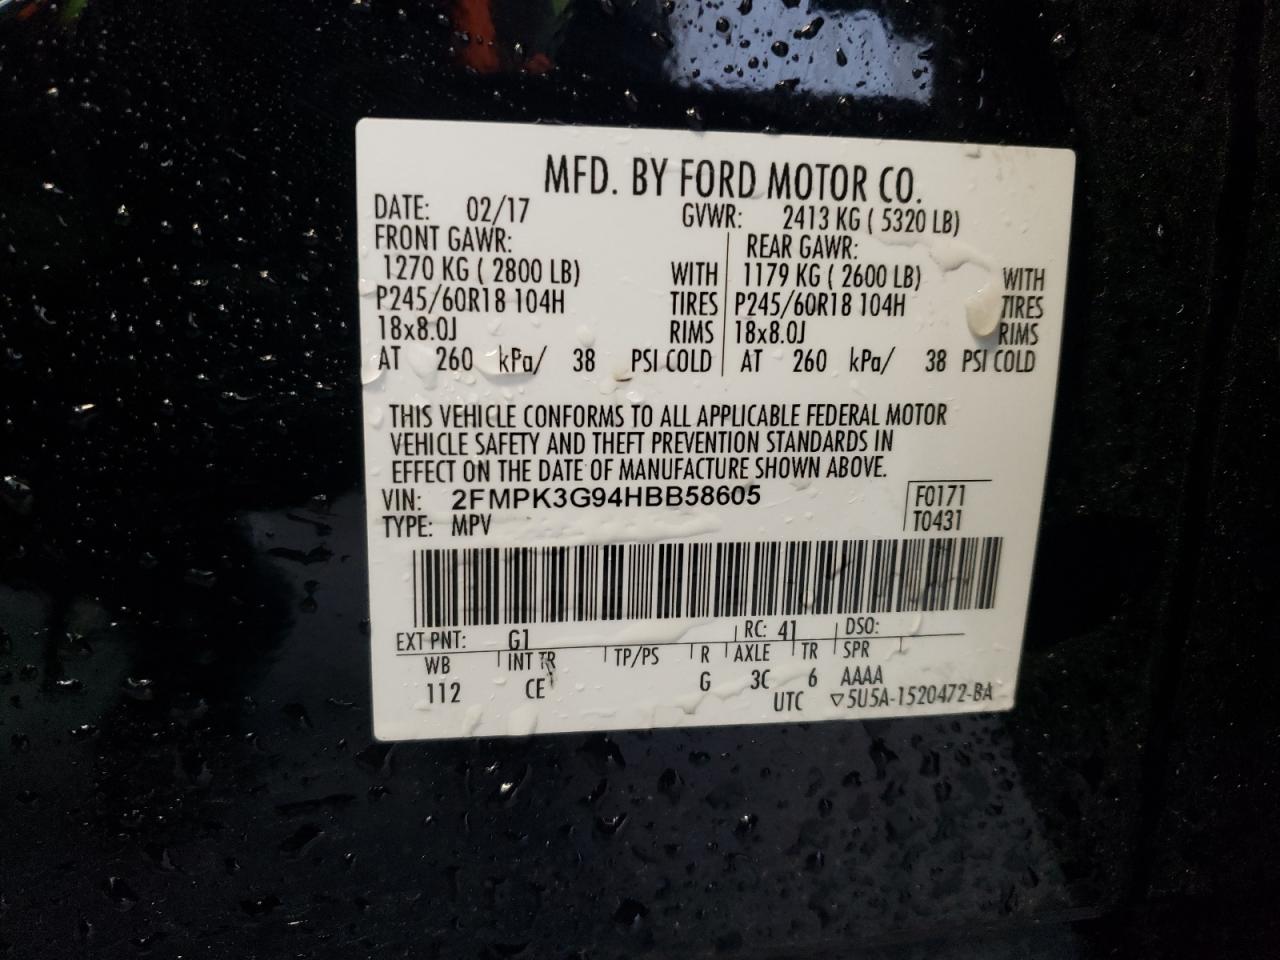 MFD. BY FORD MOTOR CO.
DATE: 02/17 GVWR: 2413 KG ( 5320 LB)
FRONT GAWR: REAR GAWR:
1270 KG ( 2800 LB) WITH 1179 KG ( 2600 LB) WITH
P245/60R18 104H TIRES P245/60R18 104H TIRES
18x8.0J RIMS 18x8.0J RIMS
AT 260 kPa/ 38 PSI COLD AT 260 kPa/ 38 PSI COLD
THIS VEHICLE CONFORMS TO ALL APPLICABLE FEDERAL MOTOR
VEHICLE SAFETY AND THEFT PREVENTION STANDARDS IN
EFFECT ON THE DATE OF MANUFACTURE SHOWN ABOVE.
VIN: 2FMPK3G94HBB58605 F0171
TYPE: MPV T0431
EXT PNT: G1 RC: 41 DSO:
WB INT TR TP/PS R AXLE TR SPR
112 CE G 3C 6 AAAA
UTC ▽5U5A-1520472-BA